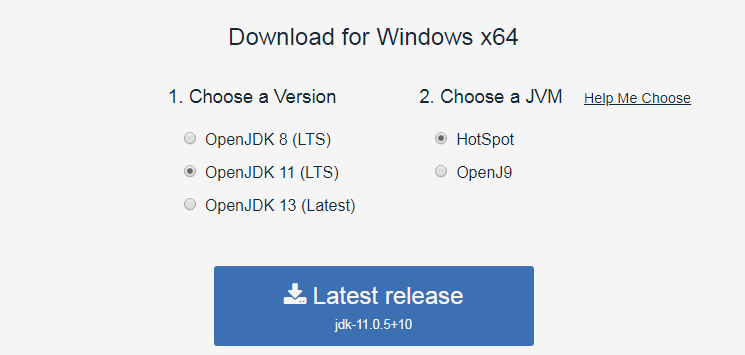 Download for Windows x64
1. Choose a Version
2. Choose a JVM Help Me Choose
OpenJDK 8 (LTS)
HotSpot
OpenJDK 11 (LTS)
OpenJ9
OpenJDK 13 (Latest)
Latest release
jdk-11.0.5+10